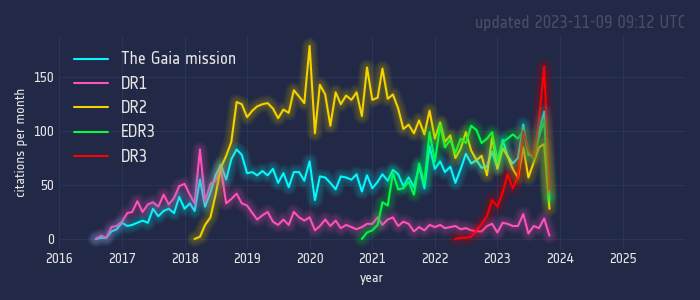 updated 2023-11-09 09:12 UTC
The Gaia mission
DR1
DR2
EDR3
DR3
citations per month
150
100
50
0
2016 2017 2018 2019 2020 2021 2022 2023 2024 2025
year